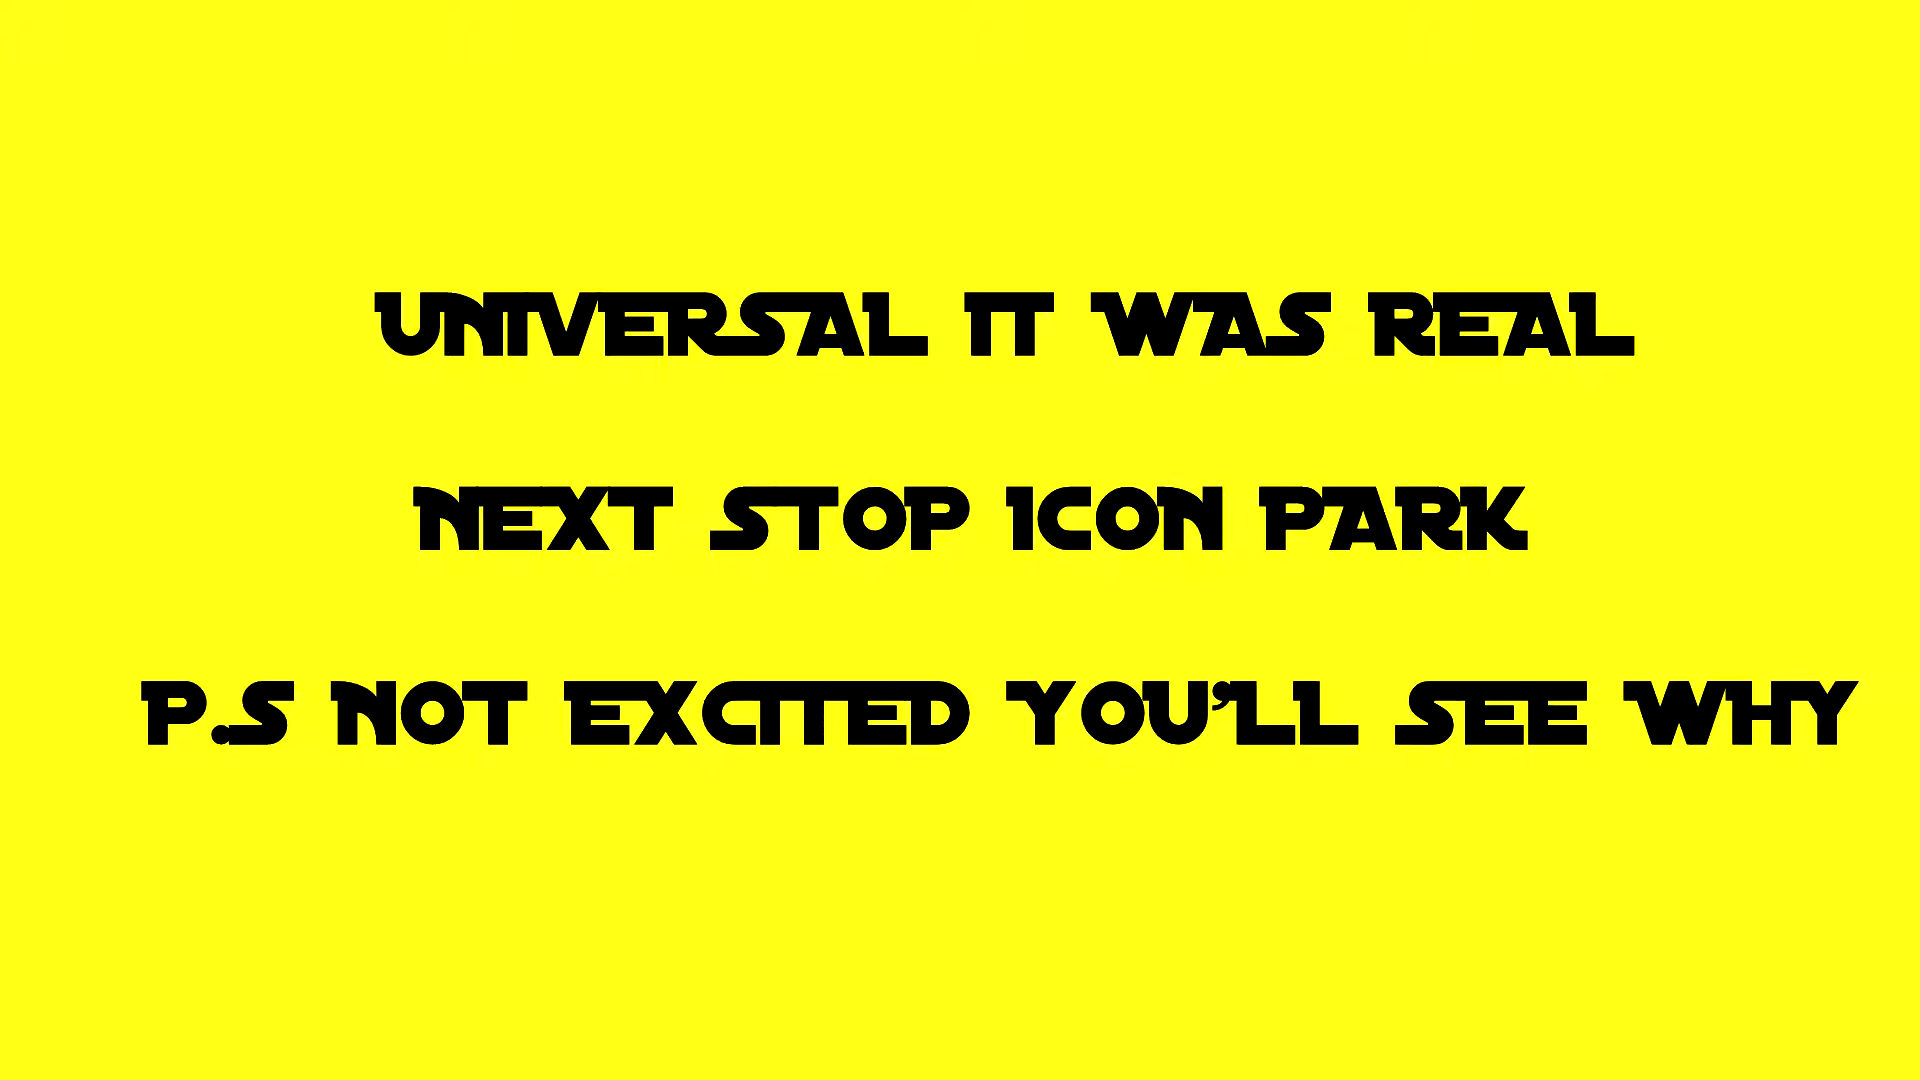 UNIVERSAL IT WAS REAL
NEXT STOP ICON PARK
P.S NOT EXCITED YOU'LL SEE WHY